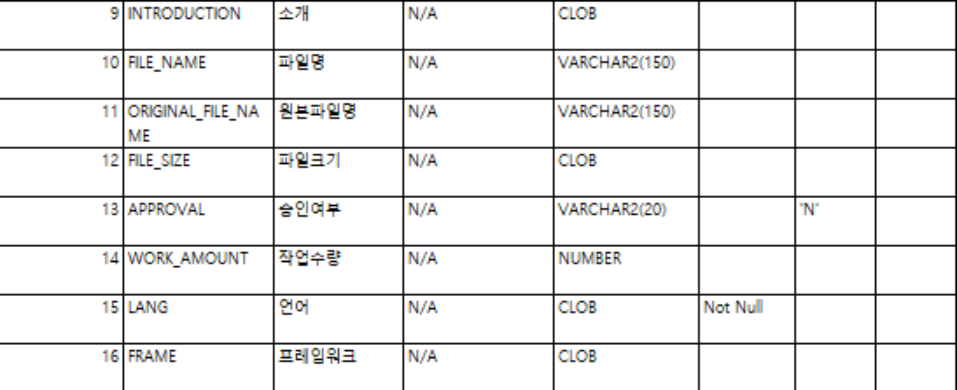 9 INTRODUCTION 소개 N/A CLOB
10 FILE_NAME 파일명 N/A VARCHAR2(150)
11 ORIGINAL_FILE_NA 원본파일명 N/A VARCHAR2(150)
ME
12 FILE_SIZE 파일크기 N/A CLOB
13 APPROVAL 승인여부 N/A VARCHAR2(20) 'N'
14 WORK_AMOUNT 작업수량 N/A NUMBER
15 LANG 언어 N/A CLOB Not Null
16 FRAME 프레임워크 N/A CLOB